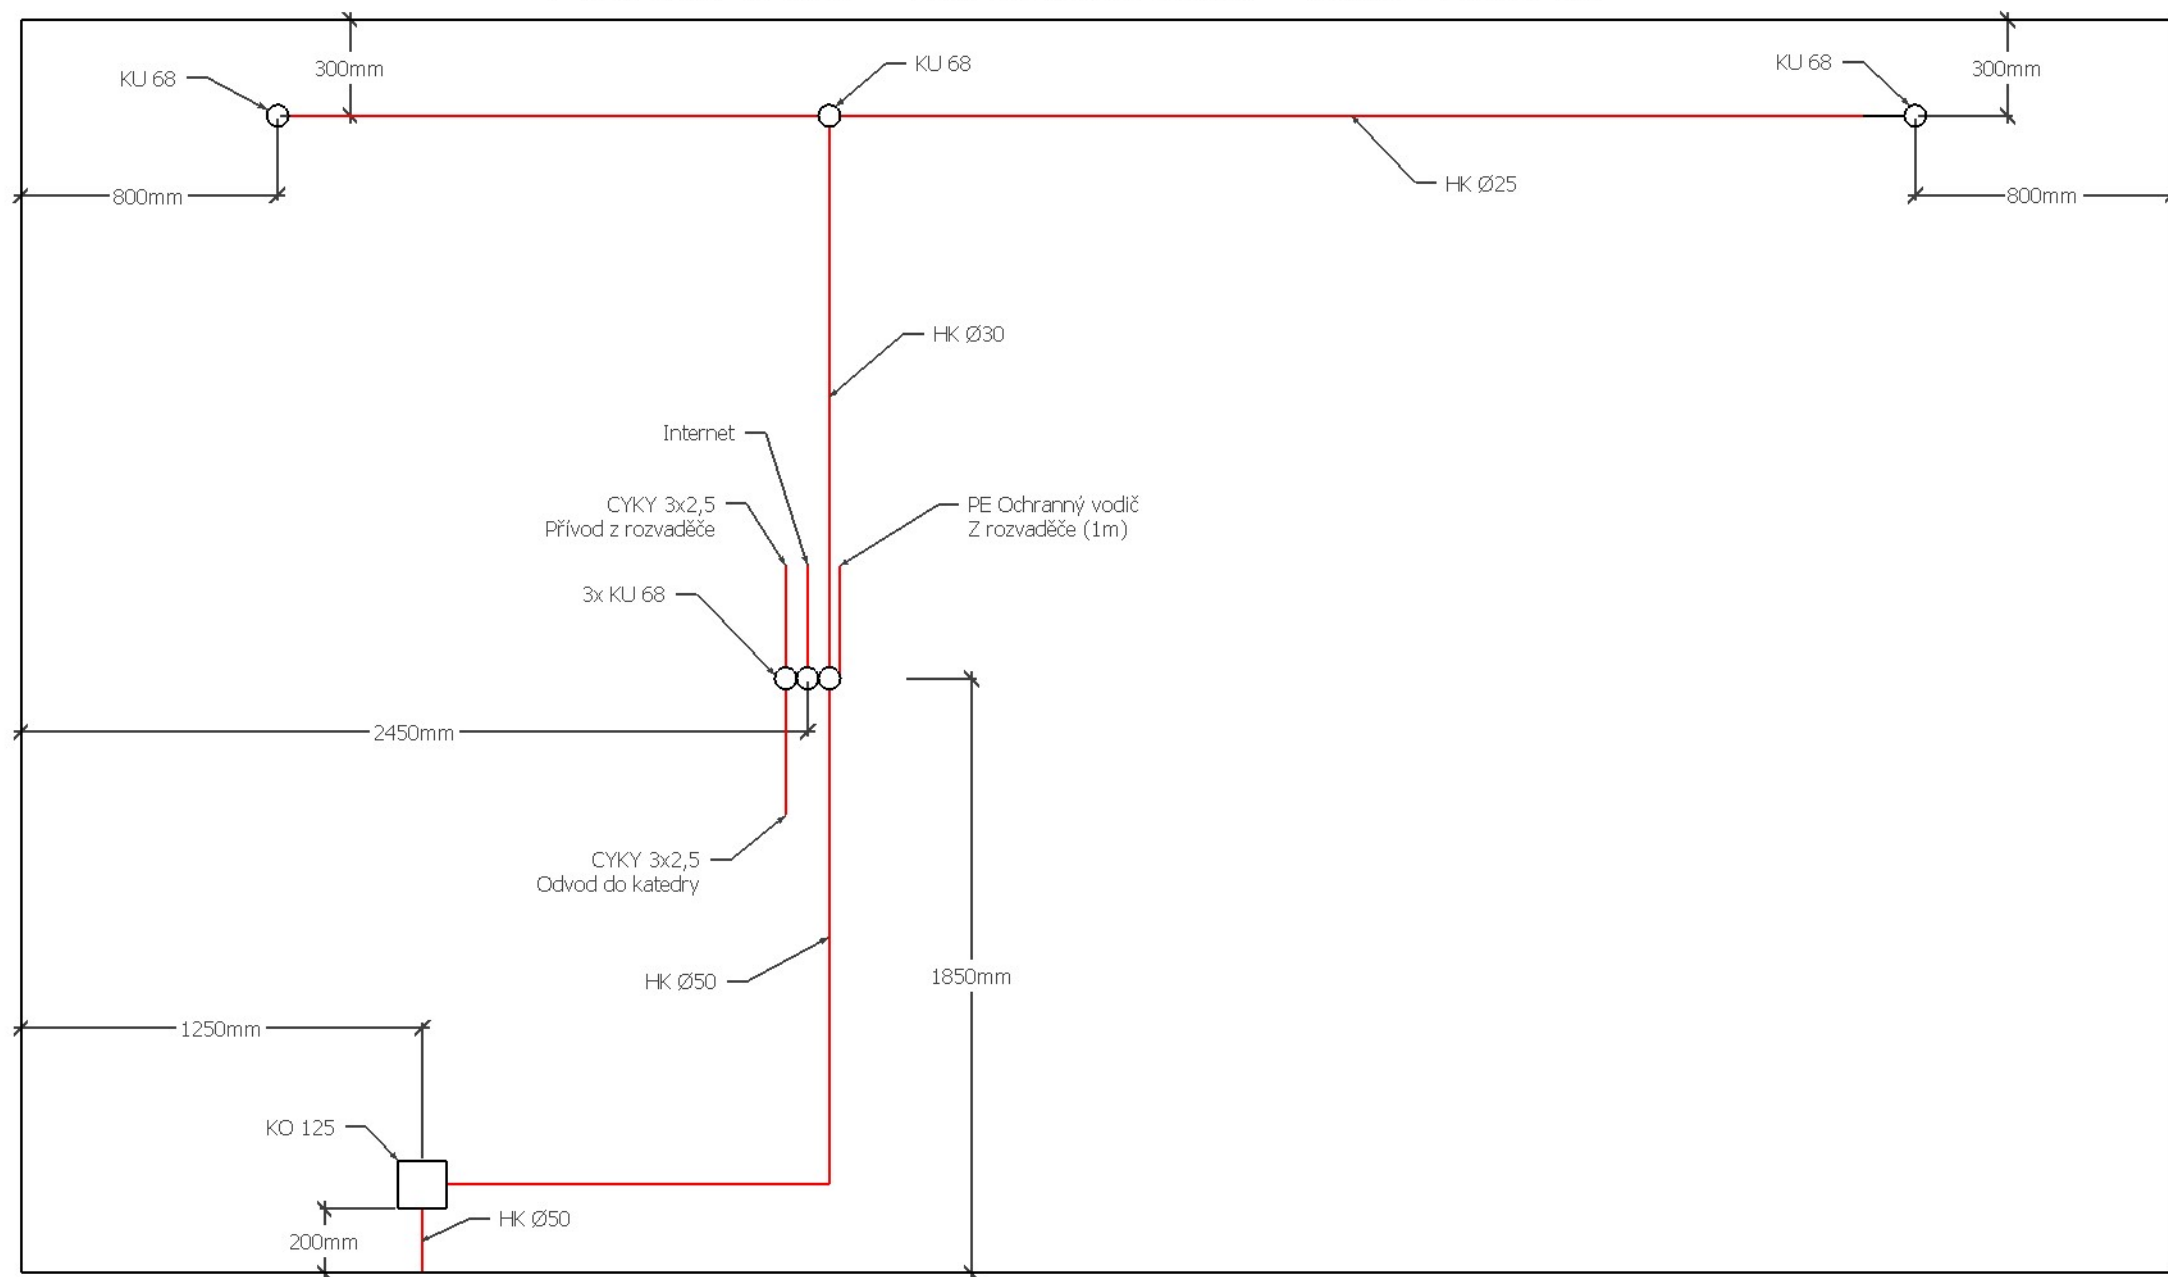 KU 68
300mm
KU 68
KU 68
300mm
800mm
HK Ø25
800mm
HK Ø30
Internet
CYKY 3x2,5
Přívod z rozvaděče
PE Ochranný vodič
Z rozvaděče (1m)
3x KU 68
2450mm
CYKY 3x2,5
Odvod do katedry
HK Ø50
1850mm
1250mm
KO 125
HK Ø50
200mm